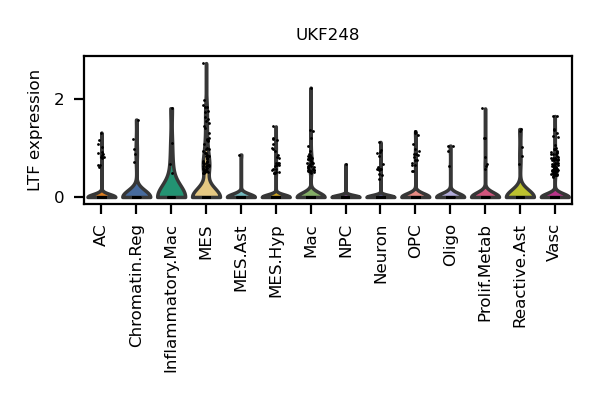 UKF248
LTF expression
2
0
AC
Chromatin.Reg
Inflammatory.Mac
MES
MES.Ast
MES.Hyp
Mac
NPC
Neuron
OPC
Oligo
Prolif.Metab
Reactive.Ast
Vasc